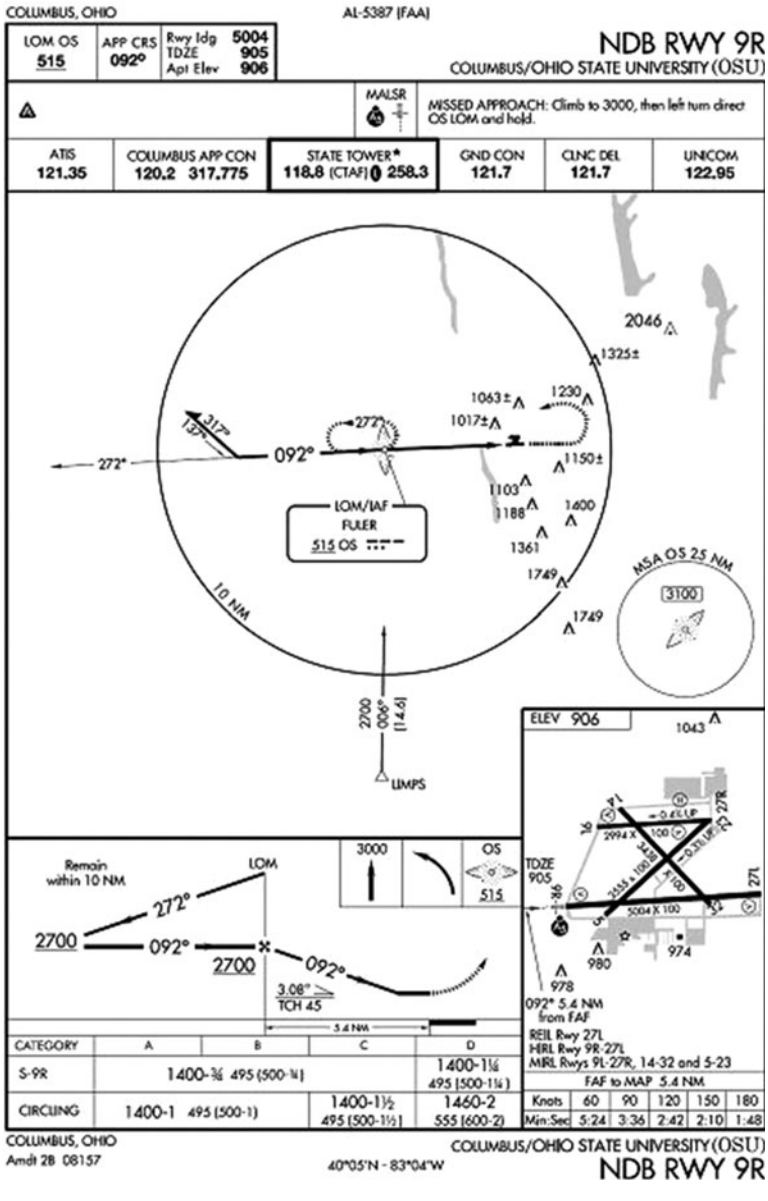 COLUMBUS, OHIO
AL-5387 (FAA)
LOM OS
515
APP CRS
092°
Rwy ldg 5004
TDZE 905
Apt Elev 906
NDB RWY 9R
COLUMBUS/OHIO STATE UNIVERSITY (OSU)
MALSR
MISSED APPROACH: Climb to 3000, then left turn direct
OS LOM and hold.
ATIS
121.35
COLUMBUS APP CON
120.2 317.775
STATE TOWER*
118.8 (CTAF) 258.3
GND CON
121.7
CLNC DEL
121.7
UNICOM
122.95
2046
1325±
1230
1063±
1017±
272°
317°
137°
092°
272°
1150±
1103
1188
1400
1361
LOM/IAF
FULER
515 OS
1749
1749
10 NM
MSA OS 25 NM
3100
2700
006°
(14.6)
LIMPS
ELEV 906
1043
14
27R
0.4% UP
2994 X 100
23
0.3% UP
3438 X 100
2555 x 100
TDZE
905
27L
5004 X 100
32
5
980
974
978
092° 5.4 NM
from FAF
REIL Rwy 27L
HIRL Rwy 9R-27L
MIRL Rwys 9L-27R, 14-32 and 5-23
FAF to MAP 5.4 NM
Knots 60 90 120 150 180
Min:Sec 5:24 3:36 2:42 2:10 1:48
Remain
within 10 NM
LOM
3000
OS
515
272°
2700
092°
2700
092°
3.08°
TCH 45
5.4 NM
CATEGORY A B C D
S-9R
1400-¾ 495 (500-¾)
1400-1¼
495 (500-1¼)
CIRCLING
1400-1 495 (500-1)
1400-1½
495 (500-1½)
1460-2
555 (600-2)
COLUMBUS, OHIO
Amdt 2B 08157
40°05'N - 83°04'W
COLUMBUS/OHIO STATE UNIVERSITY (OSU)
NDB RWY 9R